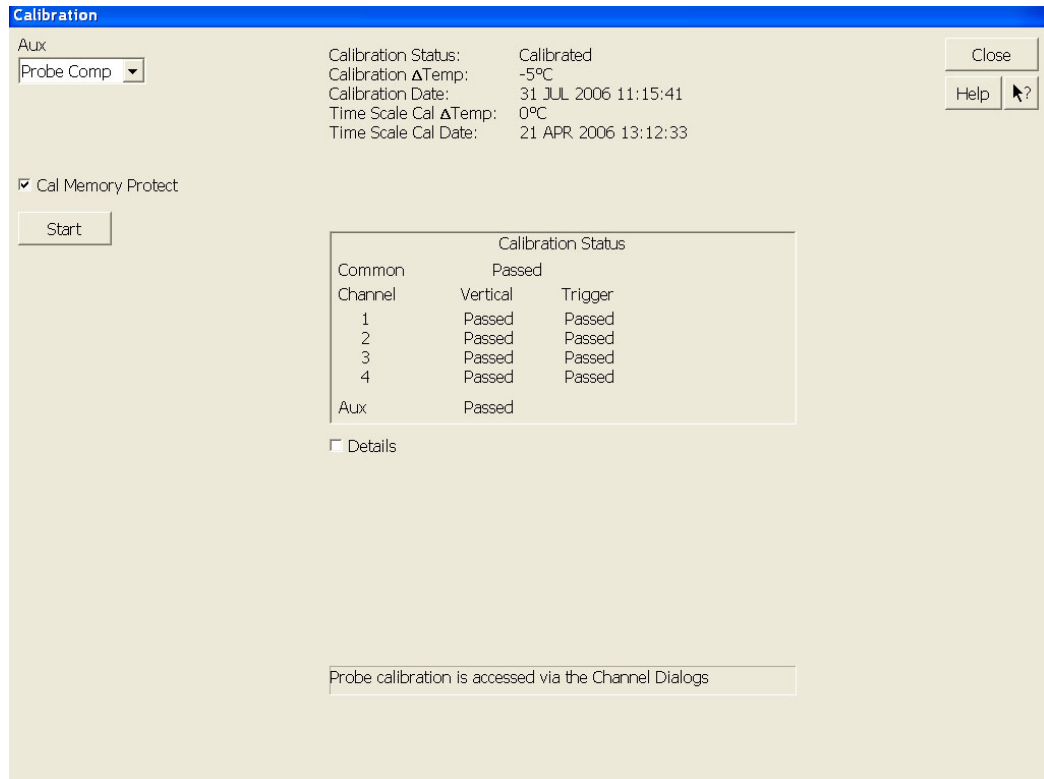 Calibration
Aux
Probe Comp
Calibration Status: Calibrated
Calibration ΔTemp: -5ºC
Calibration Date: 31 JUL 2006 11:15:41
Time Scale Cal ΔTemp: 0ºC
Time Scale Cal Date: 21 APR 2006 13:12:33
Close
Help ?
Cal Memory Protect
Start
Calibration Status
Common Passed
Channel Vertical Trigger
1 Passed Passed
2 Passed Passed
3 Passed Passed
4 Passed Passed
Aux Passed
Details
Probe calibration is accessed via the Channel Dialogs